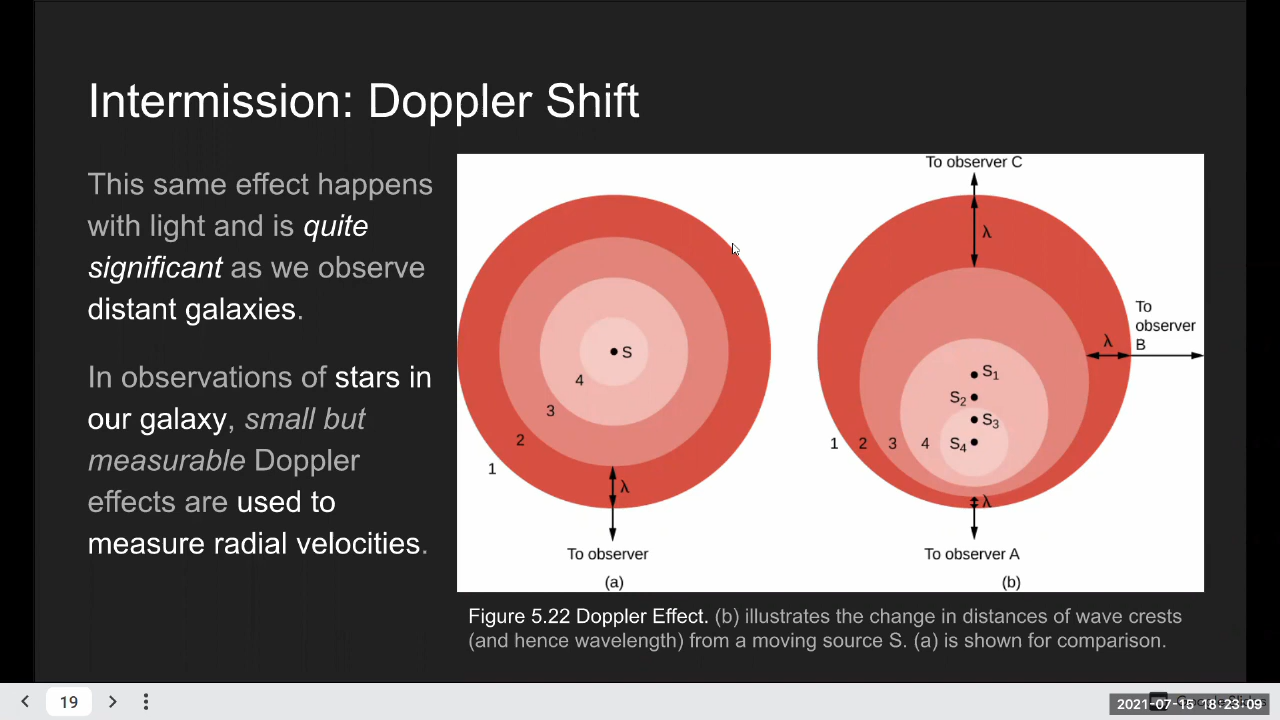 Intermission: Doppler Shift
This same effect happens
with light and is quite
significant as we observe
distant galaxies.
In observations of stars in
our galaxy, small but
measurable Doppler
effects are used to
measure radial velocities.
S
4
3
2
1
λ
To observer
(a)
To observer C
λ
To
observer
B
λ
S1
S2
S3
1 2 3 4 S4
λ
To observer A
(b)
Figure 5.22 Doppler Effect. (b) illustrates the change in distances of wave crests
(and hence wavelength) from a moving source S. (a) is shown for comparison.
19
2021-07-15 18:23:09